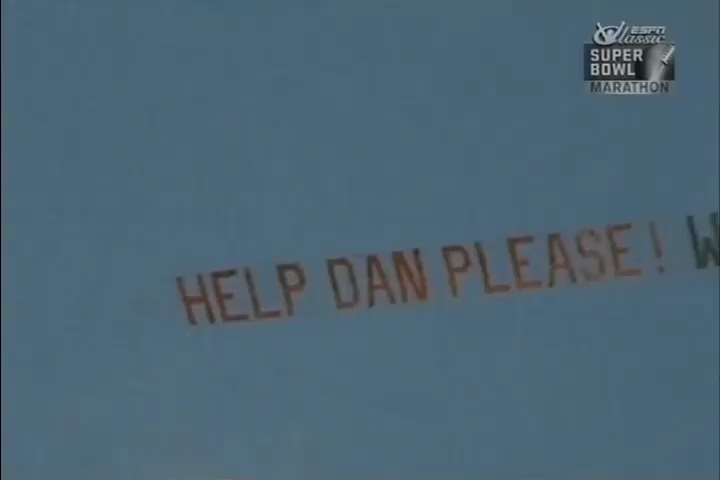 ESPN
Classic
SUPER
BOWL
MARATHON
HELP DAN PLEASE! W